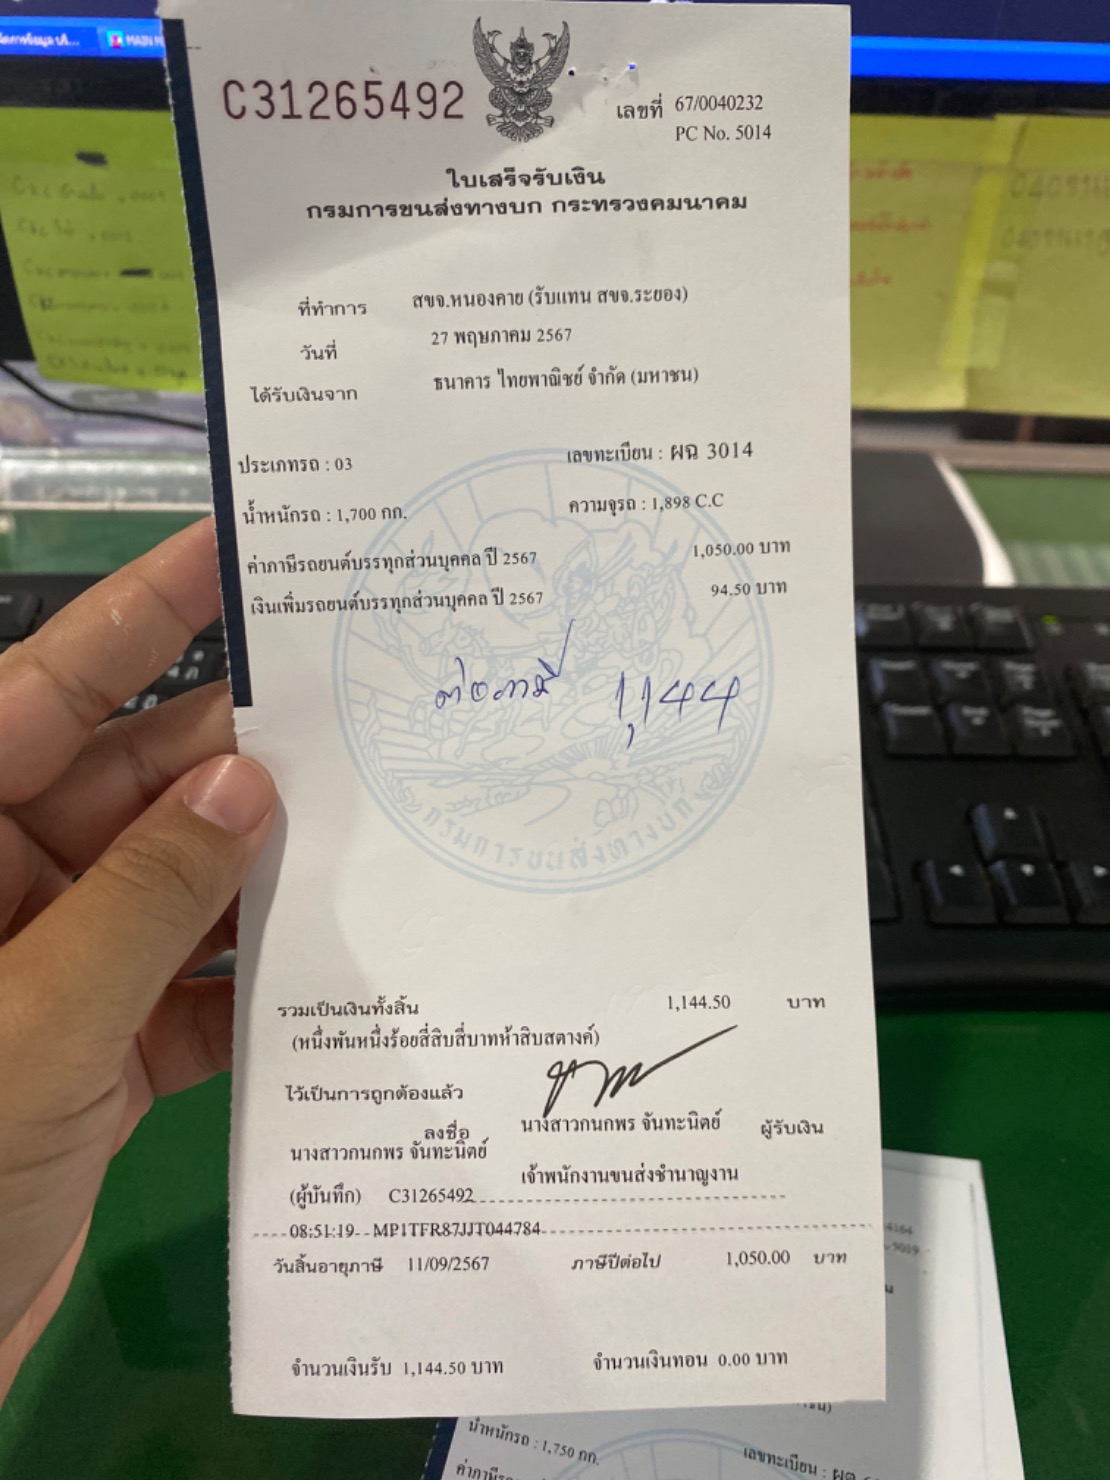 MAIN
C31265492
เลขที่ 67/0040232
PC No. 5014
ใบเสร็จรับเงิน
กรมการขนส่งทางบก กระทรวงคมนาคม
ที่ทำการ สขจ.หนองคาย (รับแทน สขจ.ระยอง)
วันที่ 27 พฤษภาคม 2567
ได้รับเงินจาก ธนาคาร ไทยพาณิชย์ จำกัด (มหาชน)
ประเภทรถ : 03 เลขทะเบียน : ผฉ 3014
น้ำหนักรถ : 1,700 กก. ความจุรถ : 1,898 C.C
ค่าภาษีรถยนต์บรรทุกส่วนบุคคล ปี 2567 1,050.00 บาท
เงินเพิ่มรถยนต์บรรทุกส่วนบุคคล ปี 2567 94.50 บาท
ต่อภาษี 1,144
กรมการขนส่งทางบก
รวมเป็นเงินทั้งสิ้น 1,144.50 บาท
(หนึ่งพันหนึ่งร้อยสี่สิบสี่บาทห้าสิบสตางค์)
ไว้เป็นการถูกต้องแล้ว
ลงชื่อ นางสาวกนกพร จันทะนิตย์ ผู้รับเงิน
นางสาวกนกพร จันทะนิตย์
เจ้าพนักงานขนส่งชำนาญงาน
(ผู้บันทึก) C31265492
08:51:19 MP1TFR87JJT044784
วันสิ้นอายุภาษี 11/09/2567 ภาษีปีต่อไป 1,050.00 บาท
จำนวนเงินรับ 1,144.50 บาท จำนวนเงินทอน 0.00 บาท
น้ำหนักรถ : 1,750 กก.
เลขทะเบียน :